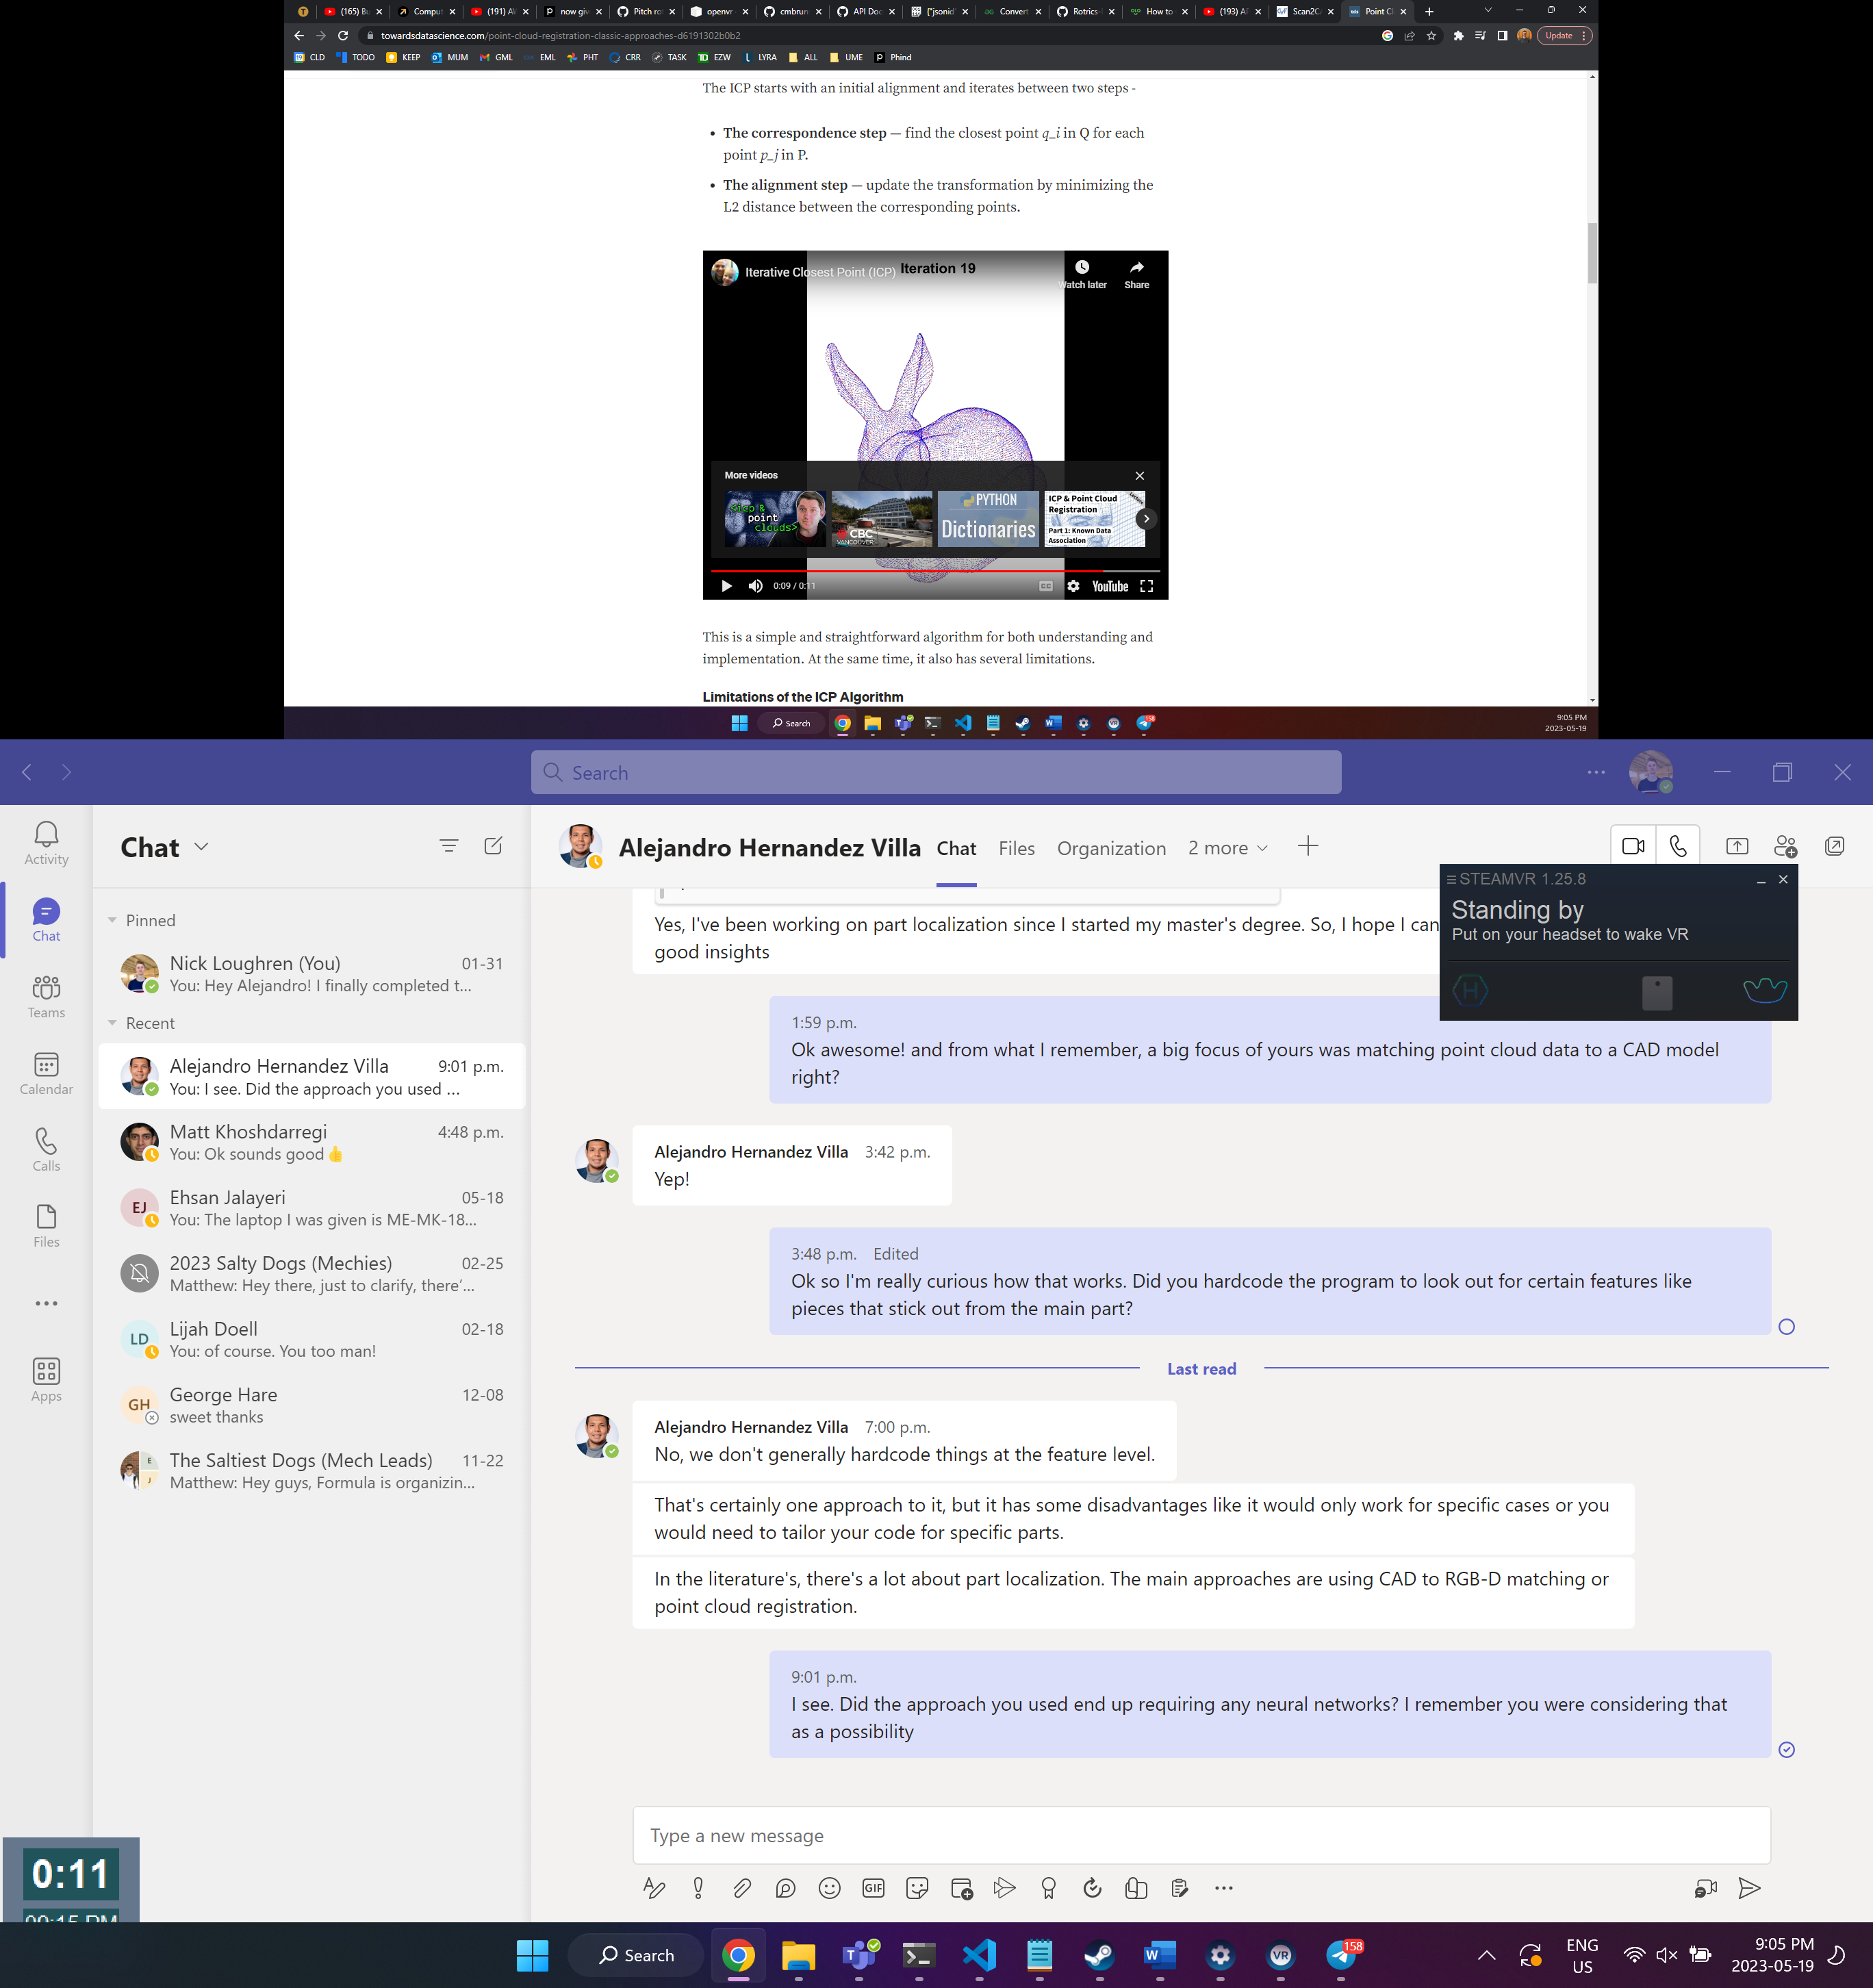 (165) Bu
Comput
(191) AW
now giv
Pitch ro
openvr
cmbrun
API Doc
{"jsonid"
Convert
Rotrics-
How to
(193) AF
Scan2CA
Point Cl
towardsdatascience.com/point-cloud-registration-classic-approaches-d6191302b0b2
Update
CLD TODO KEEP MUM GML EML PHT CRR TASK EZW LYRA ALL UME Phind
The ICP starts with an initial alignment and iterates between two steps -
• The correspondence step — find the closest point q_i in Q for each
point p_j in P.
• The alignment step — update the transformation by minimizing the
L2 distance between the corresponding points.
Iterative Closest Point (ICP)
Iteration 19
Watch later
Share
More videos
<icp &
point
clouds>
CBC
VANCOUVER
PYTHON
Dictionaries
ICP & Point Cloud
Registration
Part 1: Known Data
Association
0:09 / 0:11
YouTube
This is a simple and straightforward algorithm for both understanding and
implementation. At the same time, it also has several limitations.
Limitations of the ICP Algorithm
Search
158
9:05 PM
2023-05-19
Search
Activity
Chat
Teams
Calendar
Calls
Files
Apps
Chat
Pinned
Nick Loughren (You) 01-31
You: Hey Alejandro! I finally completed t...
Recent
Alejandro Hernandez Villa 9:01 p.m.
You: I see. Did the approach you used ...
Matt Khoshdarregi 4:48 p.m.
You: Ok sounds good👍
EJ
Ehsan Jalayeri 05-18
You: The laptop I was given is ME-MK-18...
2023 Salty Dogs (Mechies) 02-25
Matthew: Hey there, just to clarify, there'...
LD
Lijah Doell 02-18
You: of course. You too man!
GH
George Hare 12-08
sweet thanks
E
J
The Saltiest Dogs (Mech Leads) 11-22
Matthew: Hey guys, Formula is organizin...
Alejandro Hernandez Villa Chat Files Organization 2 more
STEAMVR 1.25.8
Standing by
Put on your headset to wake VR
Yes, I've been working on part localization since I started my master's degree. So, I hope I can
good insights
1:59 p.m.
Ok awesome! and from what I remember, a big focus of yours was matching point cloud data to a CAD model
right?
Alejandro Hernandez Villa 3:42 p.m.
Yep!
3:48 p.m. Edited
Ok so I'm really curious how that works. Did you hardcode the program to look out for certain features like
pieces that stick out from the main part?
Last read
Alejandro Hernandez Villa 7:00 p.m.
No, we don't generally hardcode things at the feature level.
That's certainly one approach to it, but it has some disadvantages like it would only work for specific cases or you
would need to tailor your code for specific parts.
In the literature's, there's a lot about part localization. The main approaches are using CAD to RGB-D matching or
point cloud registration.
9:01 p.m.
I see. Did the approach you used end up requiring any neural networks? I remember you were considering that
as a possibility
Type a new message
GIF
0:11
09:15 PM
Search
158
ENG
US
9:05 PM
2023-05-19